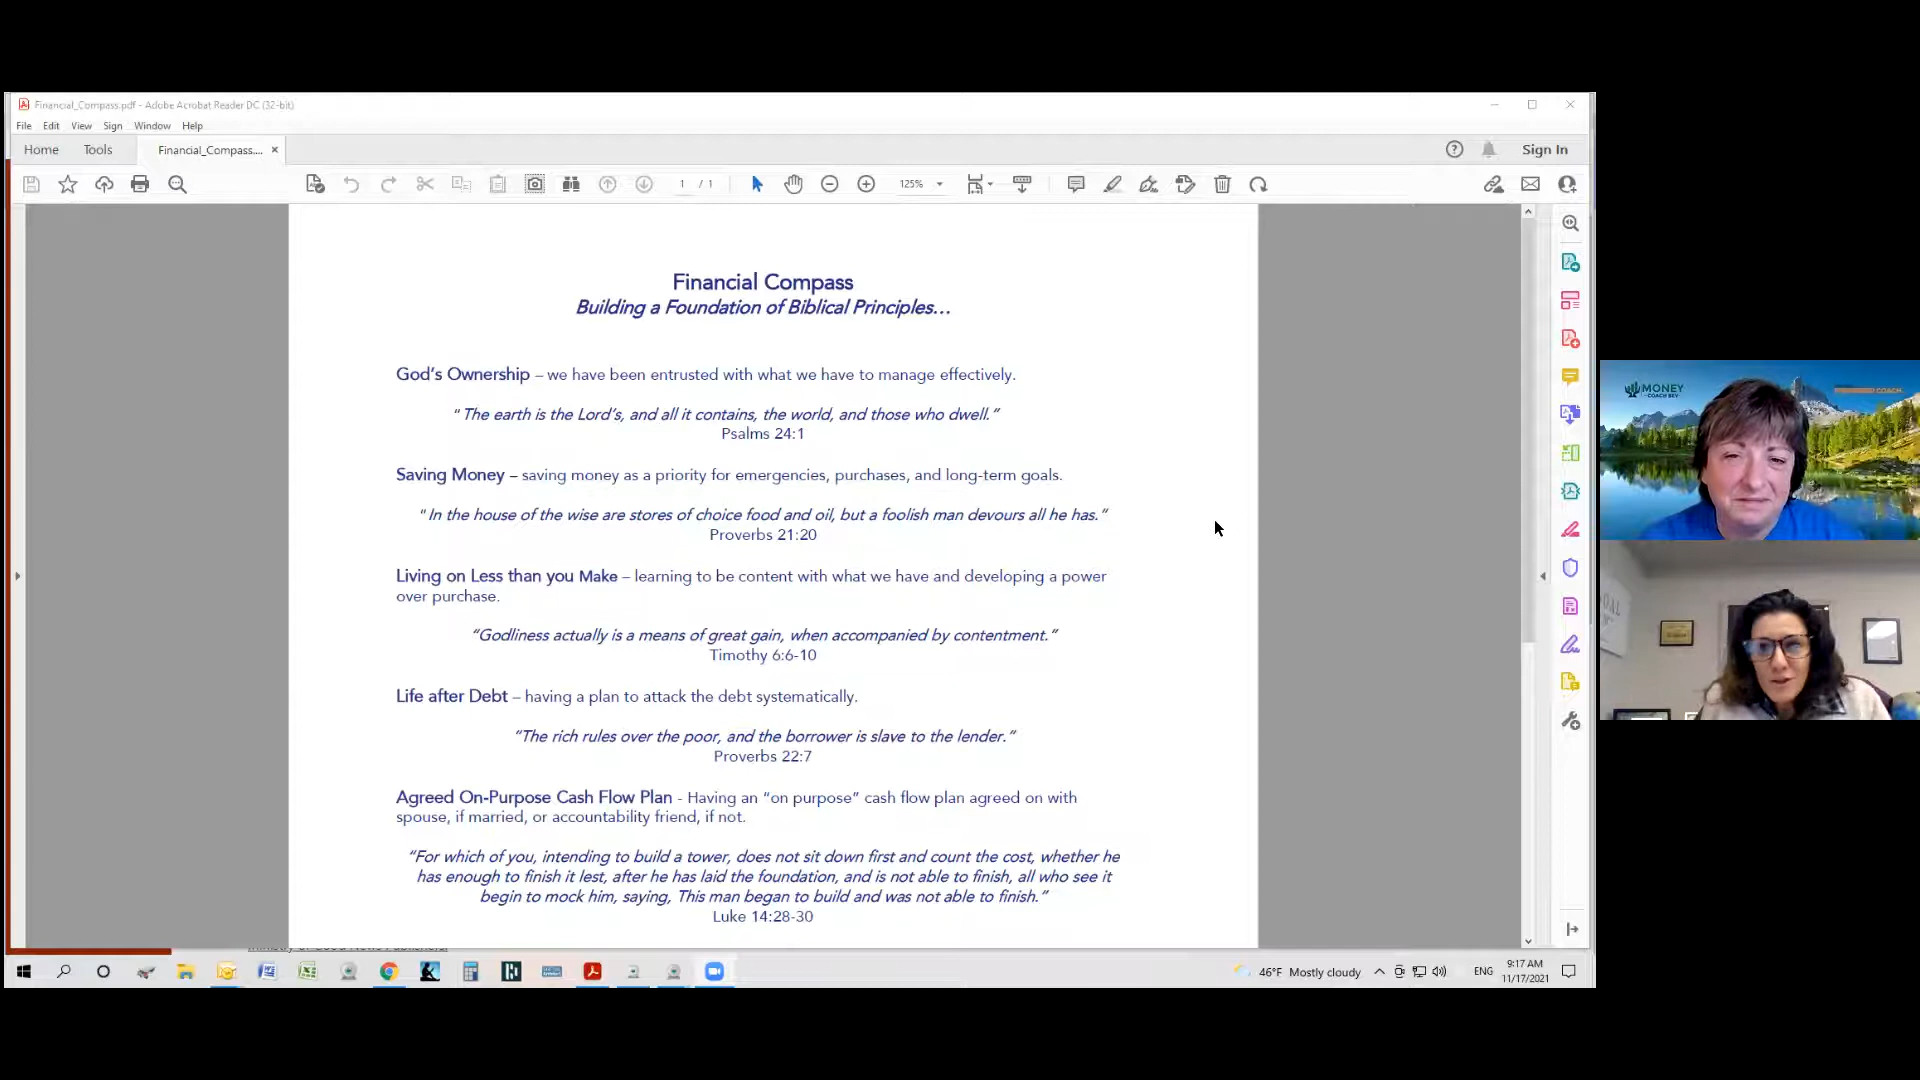 Financial_Compass.pdf - Adobe Acrobat Reader DC (32-bit)
File Edit View Sign Window Help
Home Tools Financial_Compass.... × Sign In
1 / 1 125%
Financial Compass
Building a Foundation of Biblical Principles…
God's Ownership – we have been entrusted with what we have to manage effectively.
" The earth is the Lord's, and all it contains, the world, and those who dwell."
Psalms 24:1
Saving Money – saving money as a priority for emergencies, purchases, and long-term goals.
" In the house of the wise are stores of choice food and oil, but a foolish man devours all he has."
Proverbs 21:20
Living on Less than you Make – learning to be content with what we have and developing a power
over purchase.
"Godliness actually is a means of great gain, when accompanied by contentment."
Timothy 6:6-10
Life after Debt – having a plan to attack the debt systematically.
"The rich rules over the poor, and the borrower is slave to the lender."
Proverbs 22:7
Agreed On-Purpose Cash Flow Plan - Having an "on purpose" cash flow plan agreed on with
spouse, if married, or accountability friend, if not.
"For which of you, intending to build a tower, does not sit down first and count the cost, whether he
has enough to finish it lest, after he has laid the foundation, and is not able to finish, all who see it
begin to mock him, saying, This man began to build and was not able to finish."
Luke 14:28-30
MONEY
COACH BEV
COACH
46°F Mostly cloudy ENG 9:17 AM
11/17/2021